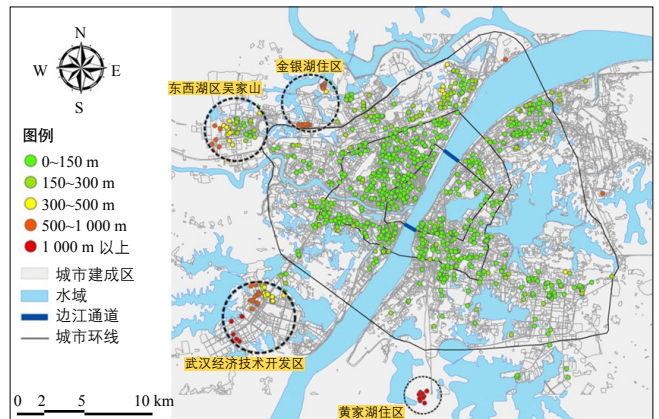 N
W E
S
金银湖住区
东西湖区吴家山
图例
0~150 m
150~300 m
300~500 m
500~1 000 m
1 000 m 以上
城市建成区
水域
边江通道
城市环线
武汉经济技术开发区
黄家湖住区
0 2 5 10 km